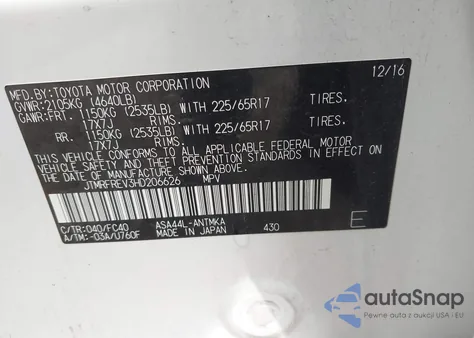 MFD.BY:TOYOTA MOTOR CORPORATION 12/16
GVWR:2105KG (4640LB)
GAWR:FRT. 1150KG (2535LB) WITH 225/65R17 TIRES.
17X7J RIMS.
RR. 1150KG (2535LB) WITH 225/65R17 TIRES.
17X7J RIMS.
THIS VEHICLE CONFORMS TO ALL APPLICABLE FEDERAL MOTOR
VEHICLE SAFETY AND THEFT PREVENTION STANDARDS IN EFFECT ON
THE DATE OF MANUFACTURE SHOWN ABOVE.
JTMRFREV3HD206626 MPV
C/TR:040/FC40 ASA44L-ANTMKA 430 E
A/TM:-03A/U760F MADE IN JAPAN
autoSnap
Pewne auta z USA i EU